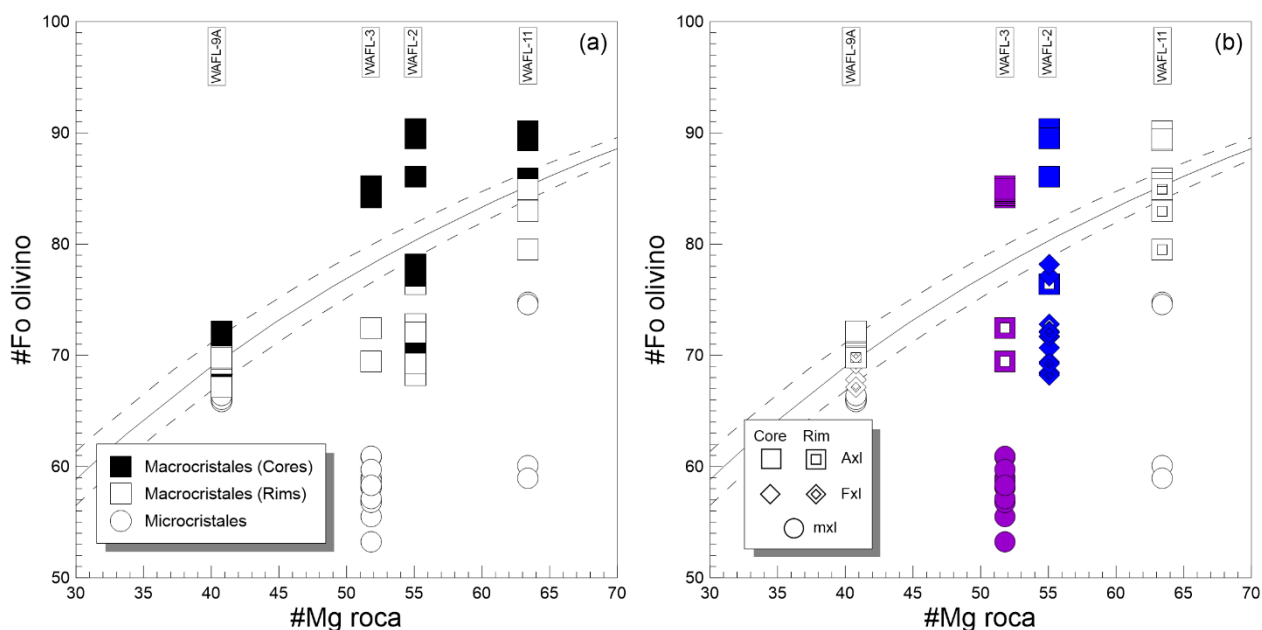 (a)
WAFL-9A
WAFL-3
WAFL-2
WAFL-11
100
90
80
70
60
50
#Fo olivino
Macrocristales (Cores)
Macrocristales (Rims)
Microcristales
30 35 40 45 50 55 60 65 70
#Mg roca
(b)
WAFL-9A
WAFL-3
WAFL-2
WAFL-11
100
90
80
70
60
50
#Fo olivino
Core Rim
Axl
Fxl
mxl
30 35 40 45 50 55 60 65 70
#Mg roca